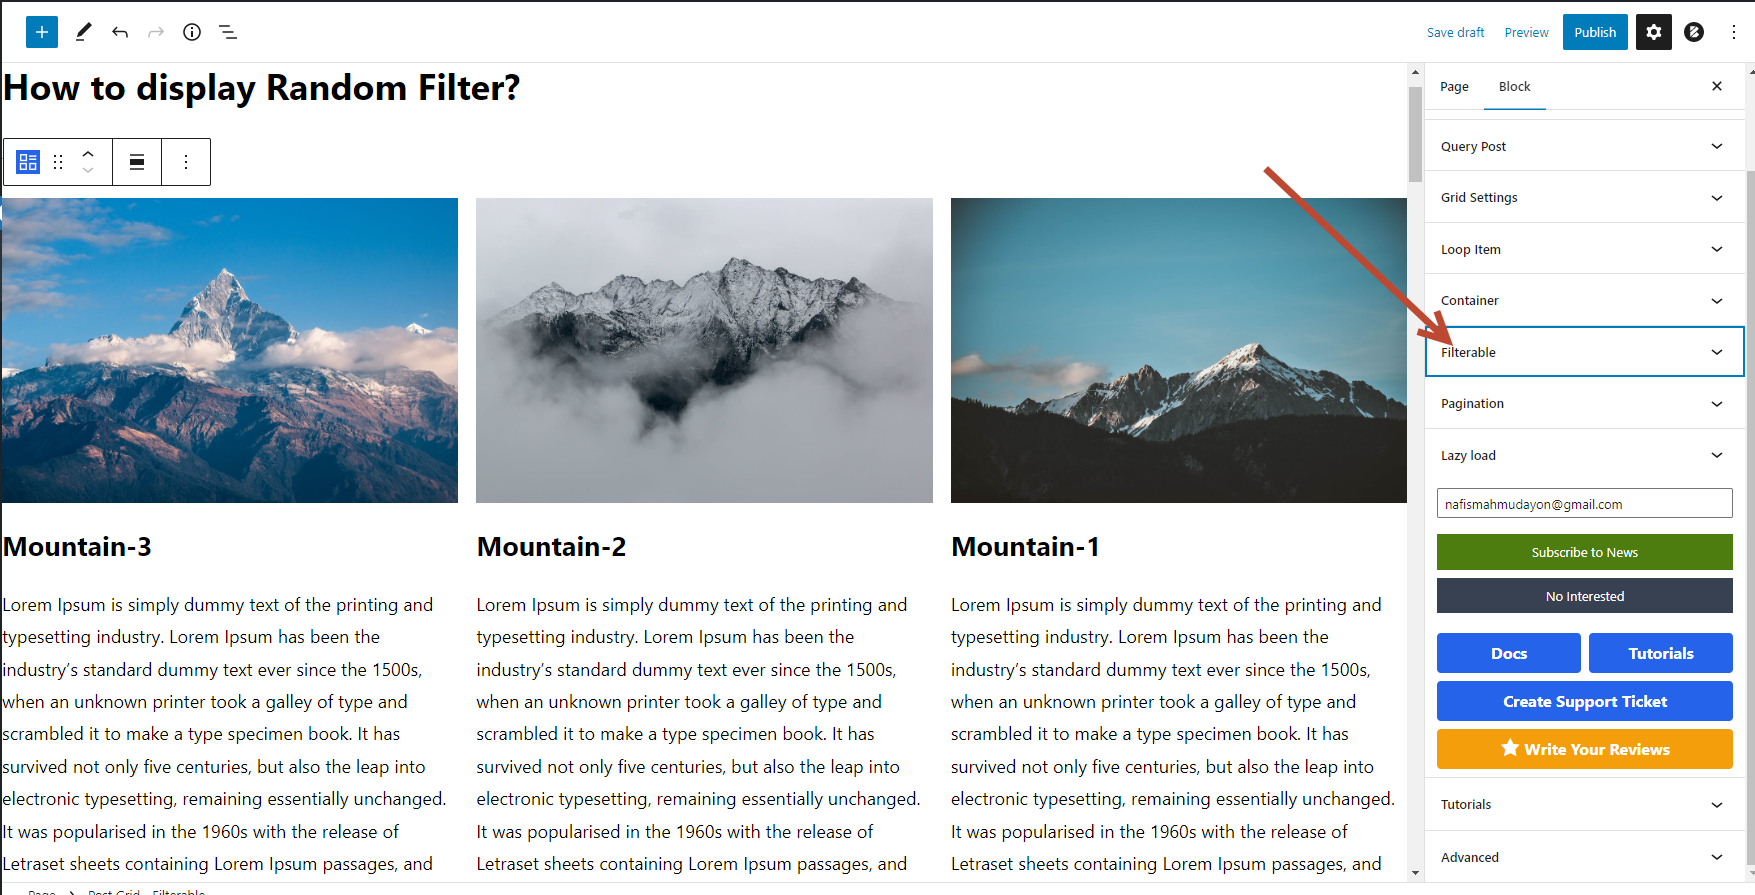 Save draft
Preview
Publish
How to display Random Filter?
Mountain-3
Lorem Ipsum is simply dummy text of the printing and
typesetting industry. Lorem Ipsum has been the
industry’s standard dummy text ever since the 1500s,
when an unknown printer took a galley of type and
scrambled it to make a type specimen book. It has
survived not only five centuries, but also the leap into
electronic typesetting, remaining essentially unchanged.
It was popularised in the 1960s with the release of
Letraset sheets containing Lorem Ipsum passages, and
Mountain-2
Lorem Ipsum is simply dummy text of the printing and
typesetting industry. Lorem Ipsum has been the
industry’s standard dummy text ever since the 1500s,
when an unknown printer took a galley of type and
scrambled it to make a type specimen book. It has
survived not only five centuries, but also the leap into
electronic typesetting, remaining essentially unchanged.
It was popularised in the 1960s with the release of
Letraset sheets containing Lorem Ipsum passages, and
Mountain-1
Lorem Ipsum is simply dummy text of the printing and
typesetting industry. Lorem Ipsum has been the
industry’s standard dummy text ever since the 1500s,
when an unknown printer took a galley of type and
scrambled it to make a type specimen book. It has
survived not only five centuries, but also the leap into
electronic typesetting, remaining essentially unchanged.
It was popularised in the 1960s with the release of
Letraset sheets containing Lorem Ipsum passages, and
Page
Block
Query Post
Grid Settings
Loop Item
Container
Filterable
Pagination
Lazy load
nafismahmudayon@gmail.com
Subscribe to News
No Interested
Docs
Tutorials
Create Support Ticket
Write Your Reviews
Tutorials
Advanced
Page > Post Grid - Filterable